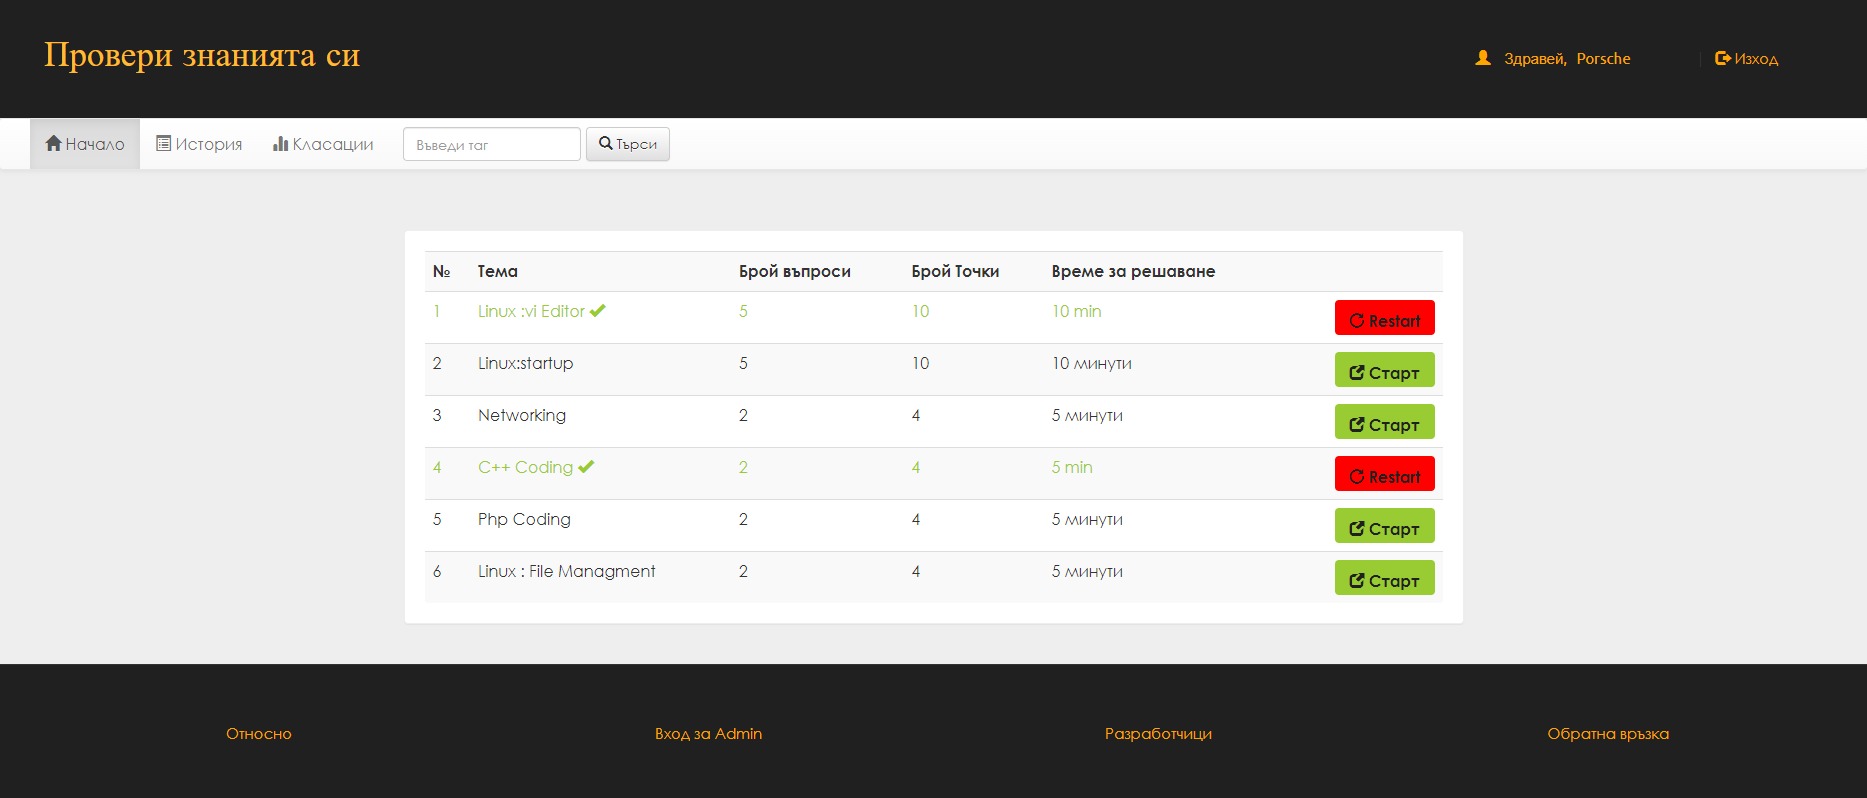 Провери знанията си
Здравей, Porsche
Изход
Начало История Класации Въведи таг Търси
№ Тема Брой въпроси Брой Точки Време за решаване
1 Linux :vi Editor 5 10 10 min Restart
2 Linux:startup 5 10 10 минути Старт
3 Networking 2 4 5 минути Старт
4 C++ Coding 2 4 5 min Restart
5 Php Coding 2 4 5 минути Старт
6 Linux : File Managment 2 4 5 минути Старт
Относно Вход за Admin Разработчици Обратна връзка